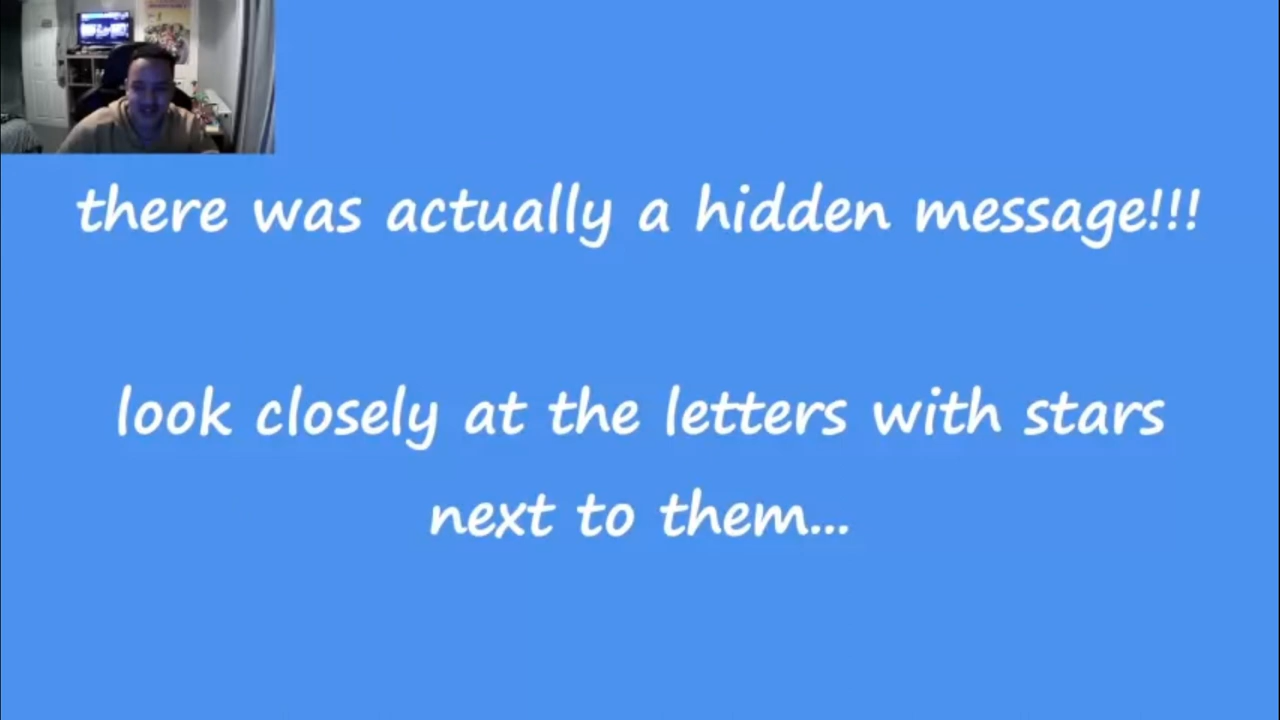 there was actually a hidden message!!!
look closely at the letters with stars
next to them...